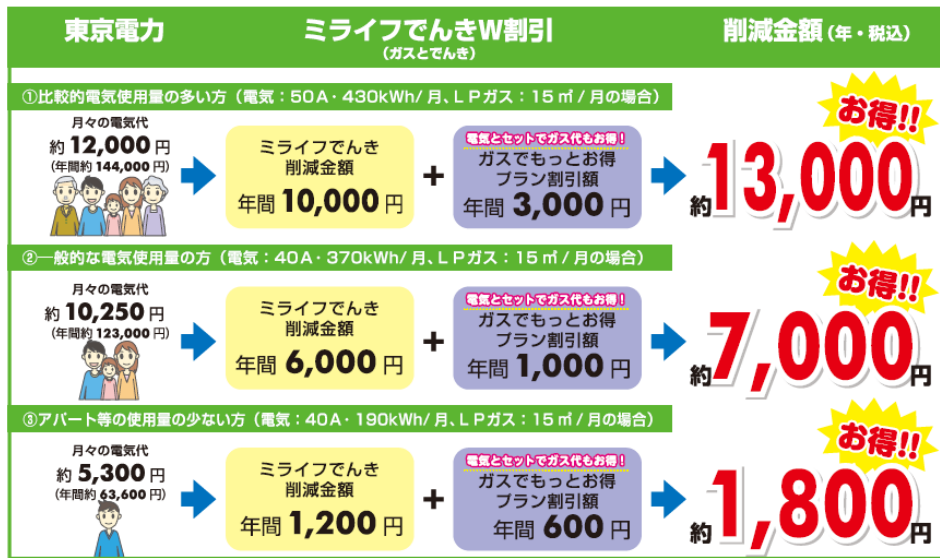 東京電力
ミライフでんきW割引
(ガスとでんき)
削減金額(年・税込)
①比較的電気使用量の多い方(電気:50A・430kWh/月、LPガス:15㎥/月の場合)
月々の電気代
約12,000円
(年間約144,000円)
ミライフでんき
削減金額
年間10,000円
+
電気とセットでガス代もお得!
ガスでもっとお得
プラン割引額
年間3,000円
お得!!
約13,000円
②一般的な電気使用量の方(電気:40A・370kWh/月、LPガス:15㎥/月の場合)
月々の電気代
約10,250円
(年間約123,000円)
ミライフでんき
削減金額
年間6,000円
+
電気とセットでガス代もお得!
ガスでもっとお得
プラン割引額
年間1,000円
お得!!
約7,000円
③アパート等の使用量の少ない方(電気:40A・190kWh/月、LPガス:15㎥/月の場合)
月々の電気代
約5,300円
(年間約63,600円)
ミライフでんき
削減金額
年間1,200円
+
電気とセットでガス代もお得!
ガスでもっとお得
プラン割引額
年間600円
お得!!
約1,800円